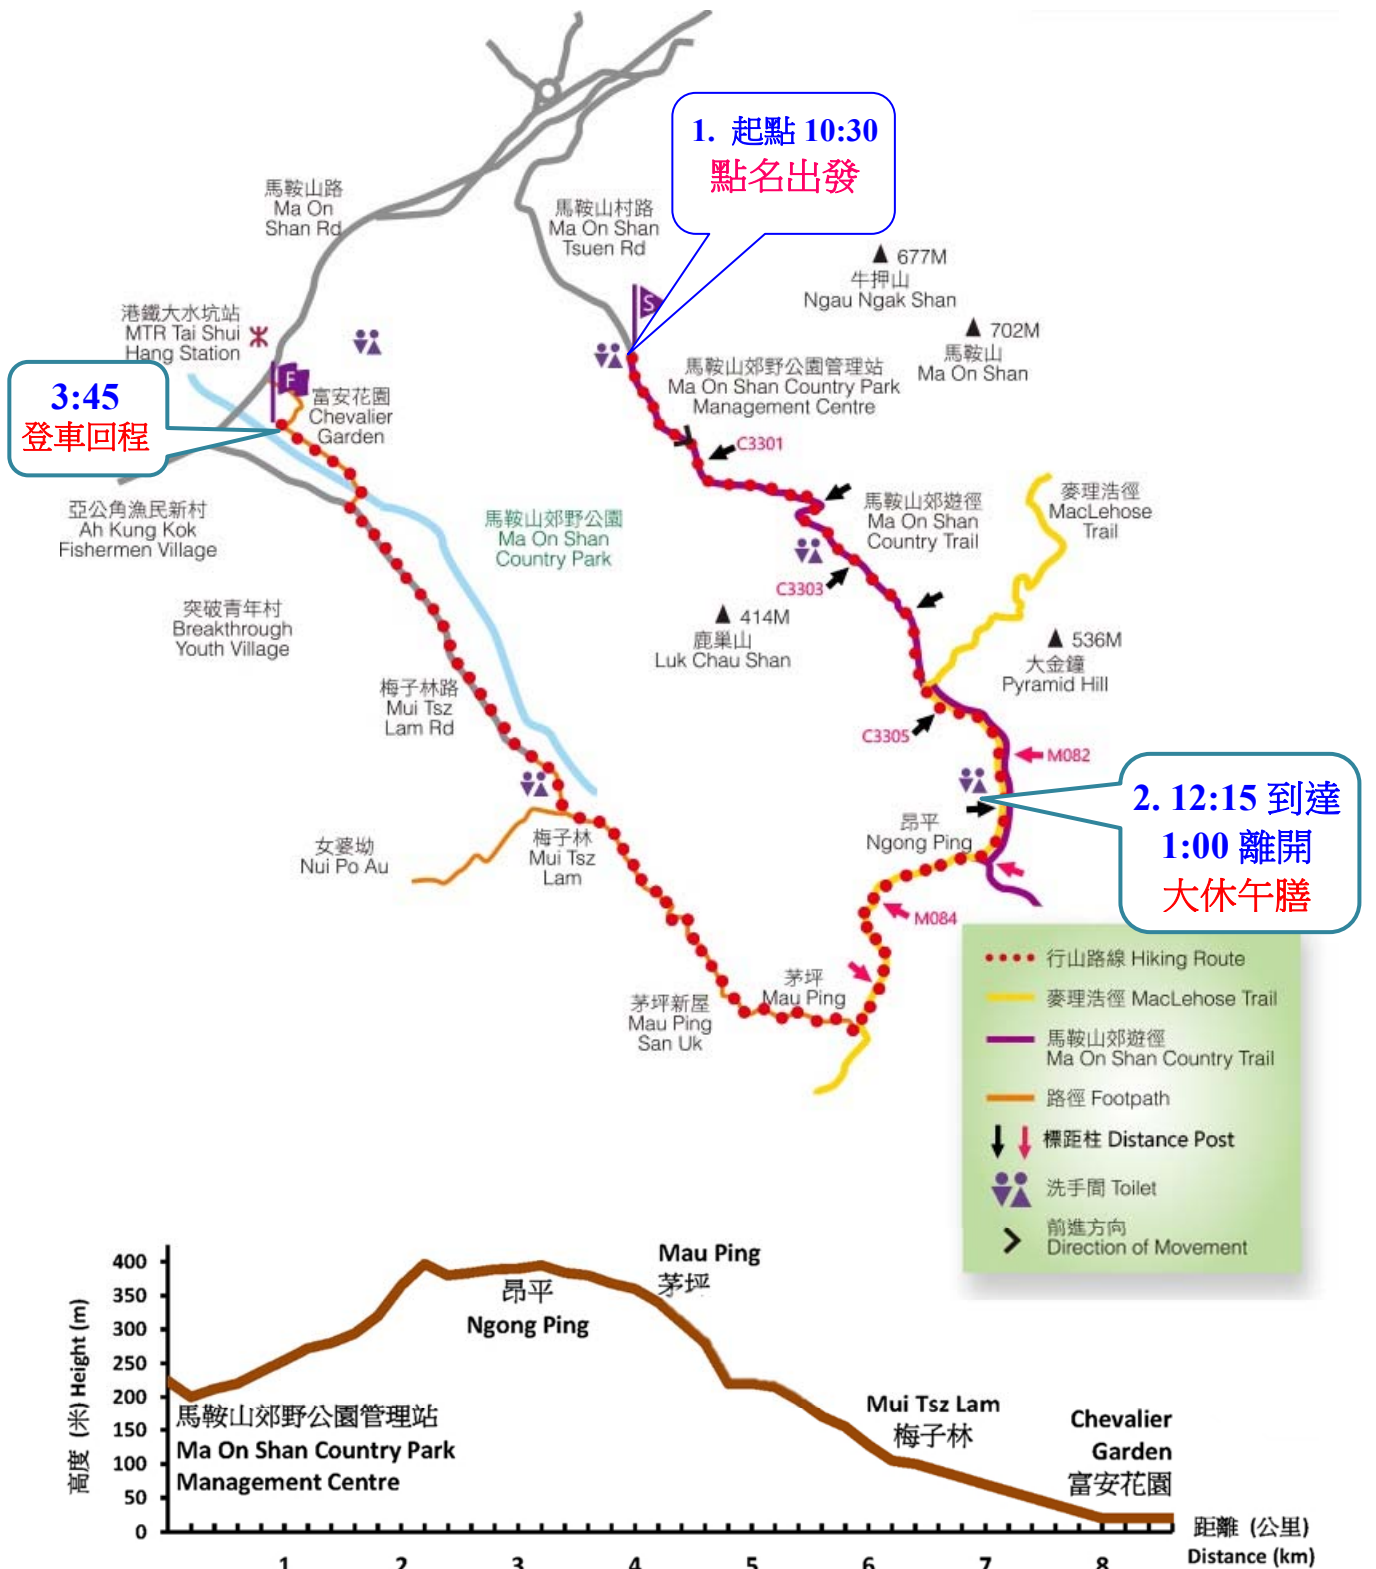 1. 起點 10:30
點名出發
馬鞍山路
Ma On
Shan Rd
馬鞍山村路
Ma On Shan
Tsuen Rd
677M
牛押山
Ngau Ngak Shan
港鐵大水坑站
MTR Tai Shui
Hang Station
S
702M
馬鞍山
Ma On Shan
馬鞍山郊野公園管理站
Ma On Shan Country Park
Management Centre
3:45
登車回程
F
富安花園
Chevalier
Garden
C3301
亞公角漁民新村
Ah Kung Kok
Fishermen Village
馬鞍山郊野公園
Ma On Shan
Country Park
馬鞍山郊遊徑
Ma On Shan
Country Trail
麥理浩徑
MacLehose
Trail
C3303
突破青年村
Breakthrough
Youth Village
414M
鹿巢山
Luk Chau Shan
536M
大金鐘
Pyramid Hill
梅子林路
Mui Tsz
Lam Rd
C3305
M082
2. 12:15 到達
1:00 離開
大休午膳
昂平
Ngong Ping
女婆坳
Nui Po Au
梅子林
Mui Tsz
Lam
M084
茅坪
Mau Ping
茅坪新屋
Mau Ping
San Uk
行山路線 Hiking Route
麥理浩徑 MacLehose Trail
馬鞍山郊遊徑
Ma On Shan Country Trail
路徑 Footpath
標距柱 Distance Post
洗手間 Toilet
前進方向
Direction of Movement
高度 (米) Height (m)
400
350
300
250
200
150
100
50
0
Mau Ping
茅坪
昂平
Ngong Ping
馬鞍山郊野公園管理站
Ma On Shan Country Park
Management Centre
Mui Tsz Lam
梅子林
Chevalier
Garden
富安花園
1 2 3 4 5 6 7 8
距離 (公里)
Distance (km)